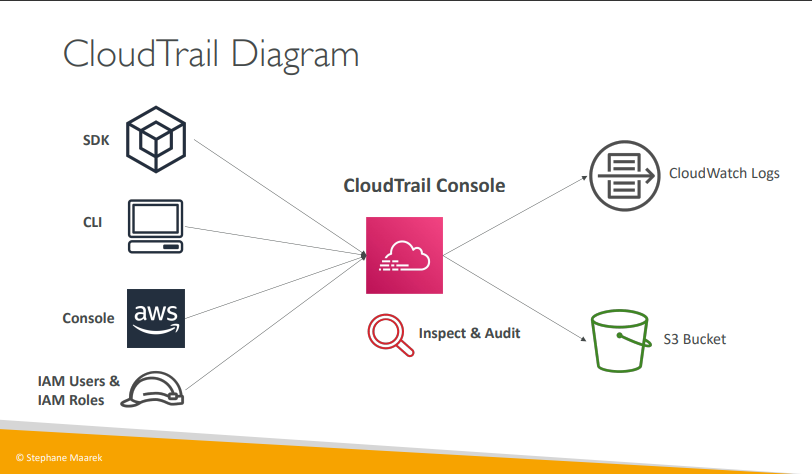 CloudTrail Diagram
SDK
CLI
aws
Console
IAM Users &
IAM Roles
CloudTrail Console
Inspect & Audit
CloudWatch Logs
S3 Bucket
© Stephane Maarek